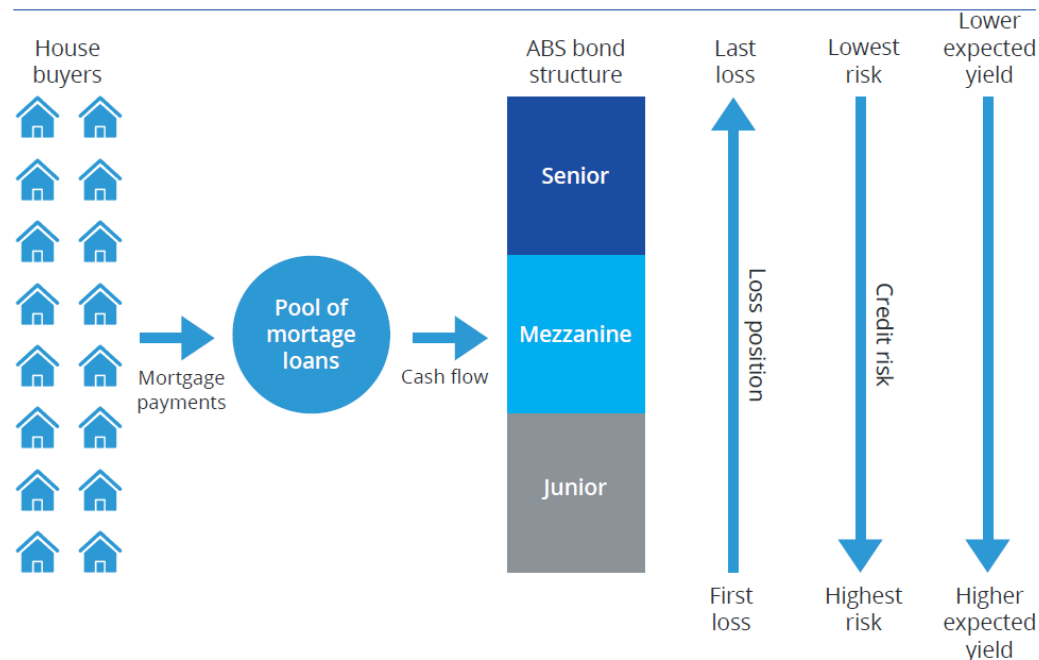 House
buyers
ABS bond
structure
Last
loss
Lowest
risk
Lower
expected
yield
Senior
Mezzanine
Junior
Pool of
mortage
loans
Mortgage
payments
Cash flow
Loss position
Credit risk
First
loss
Highest
risk
Higher
expected
yield